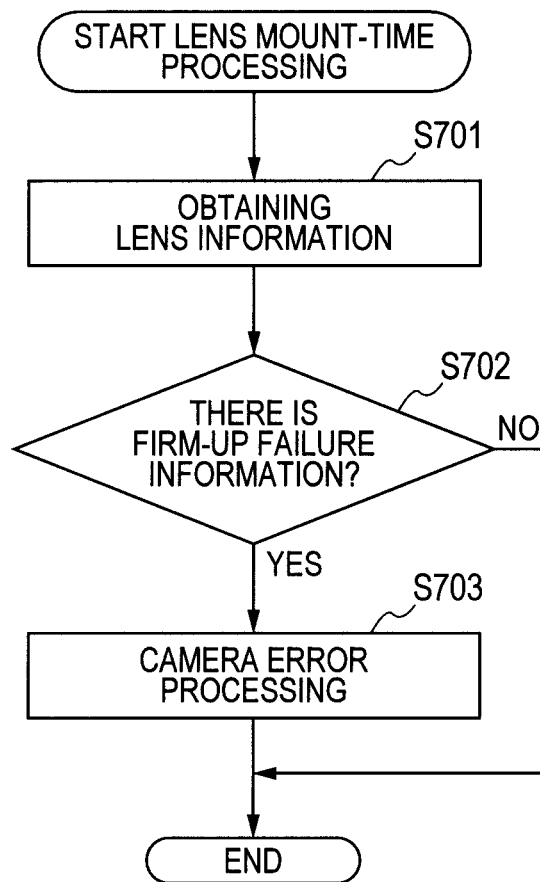 START LENS MOUNT-TIME
PROCESSING
S701
OBTAINING
LENS INFORMATION
S702
THERE IS
FIRM-UP FAILURE
INFORMATION?
NO
YES
S703
CAMERA ERROR
PROCESSING
END